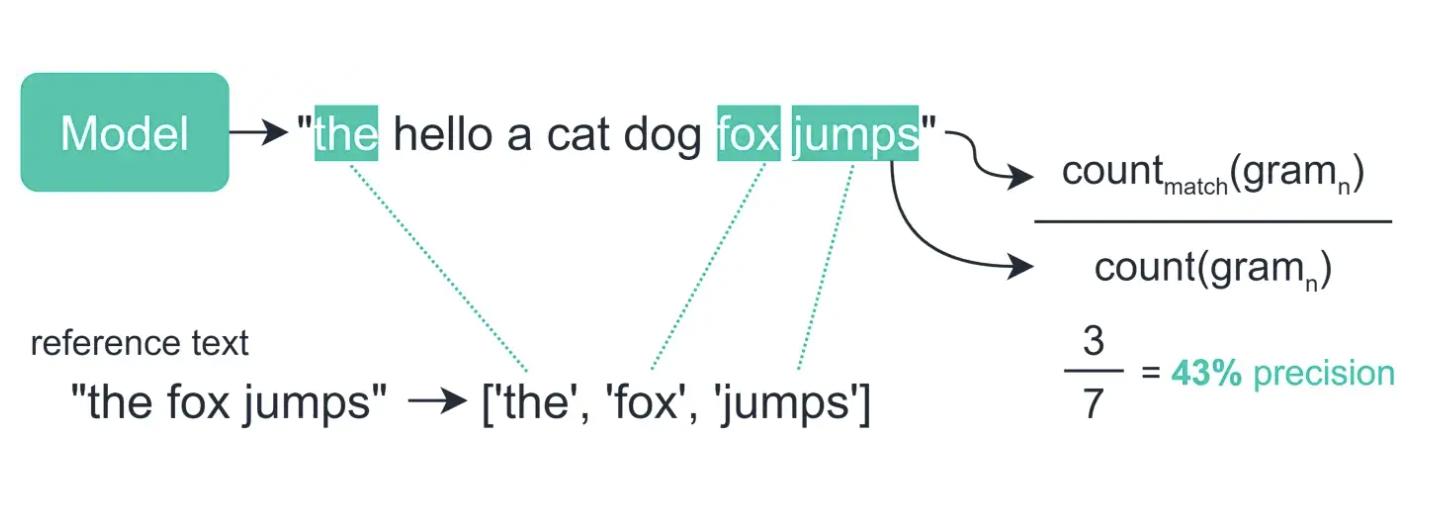 Model
"the hello a cat dog fox jumps"
count_match(gram_n)
count(gram_n)
reference text
"the fox jumps"
['the', 'fox', 'jumps']
3
7
= 43% precision